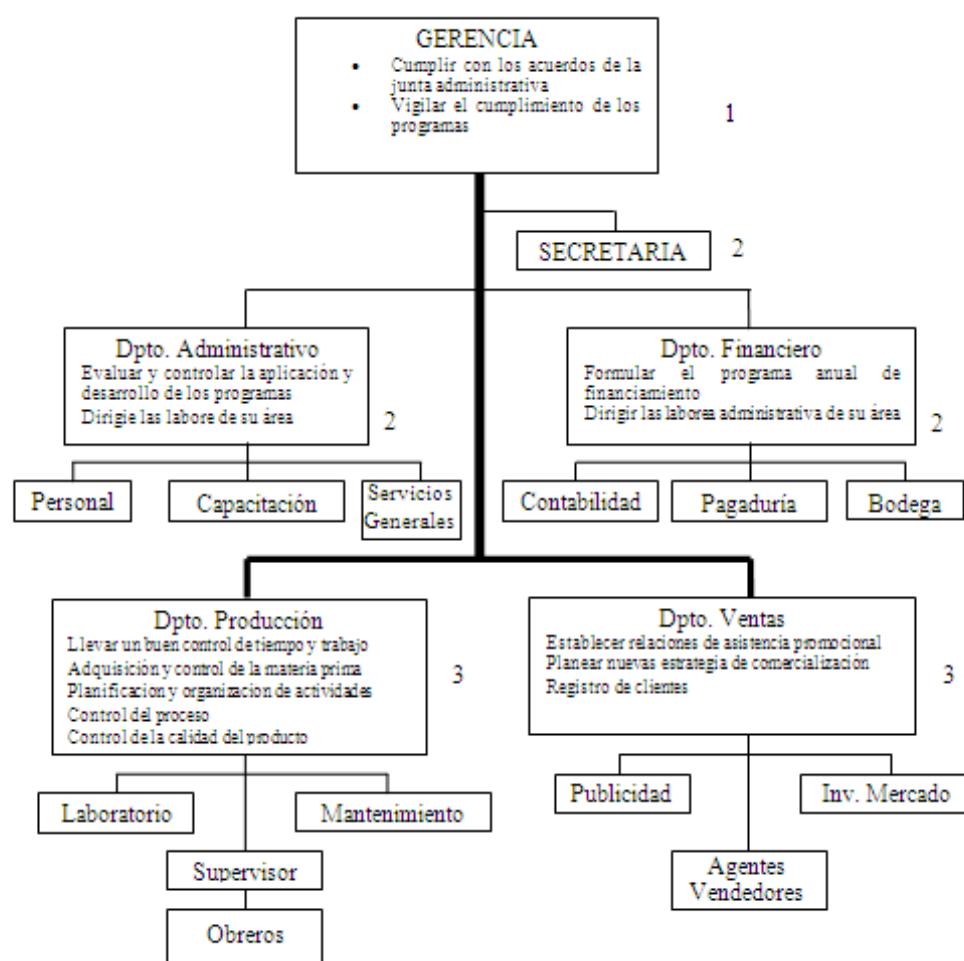 GERENCIA
• Cumplir con los acuerdos de la
junta administrativa
• Vigilar el cumplimiento de los
programas
1
SECRETARIA
2
Dpto. Administrativo
Evaluar y controlar la aplicación y
desarrollo de los programas
Dirigie las labore de su área
2
Dpto. Financiero
Formular el programa anual de
financiamiento
Dirigir las laborea administrativa de su área
2
Personal
Capacitación
Servicios
Generales
Contabilidad
Pagaduría
Bodega
Dpto. Producción
Llevar un buen control de tiempo y trabajo
Adquisición y control de la materia prima
Planificacion y organizacion de actividades
Control del proceso
Control de la calidad del producto
3
Dpto. Ventas
Establecer relaciones de asistencia promocional
Planear nuevas estrategia de comercialización
Registro de clientes
3
Laboratorio
Mantenimiento
Publicidad
Inv. Mercado
Supervisor
Agentes
Vendedores
Obreros